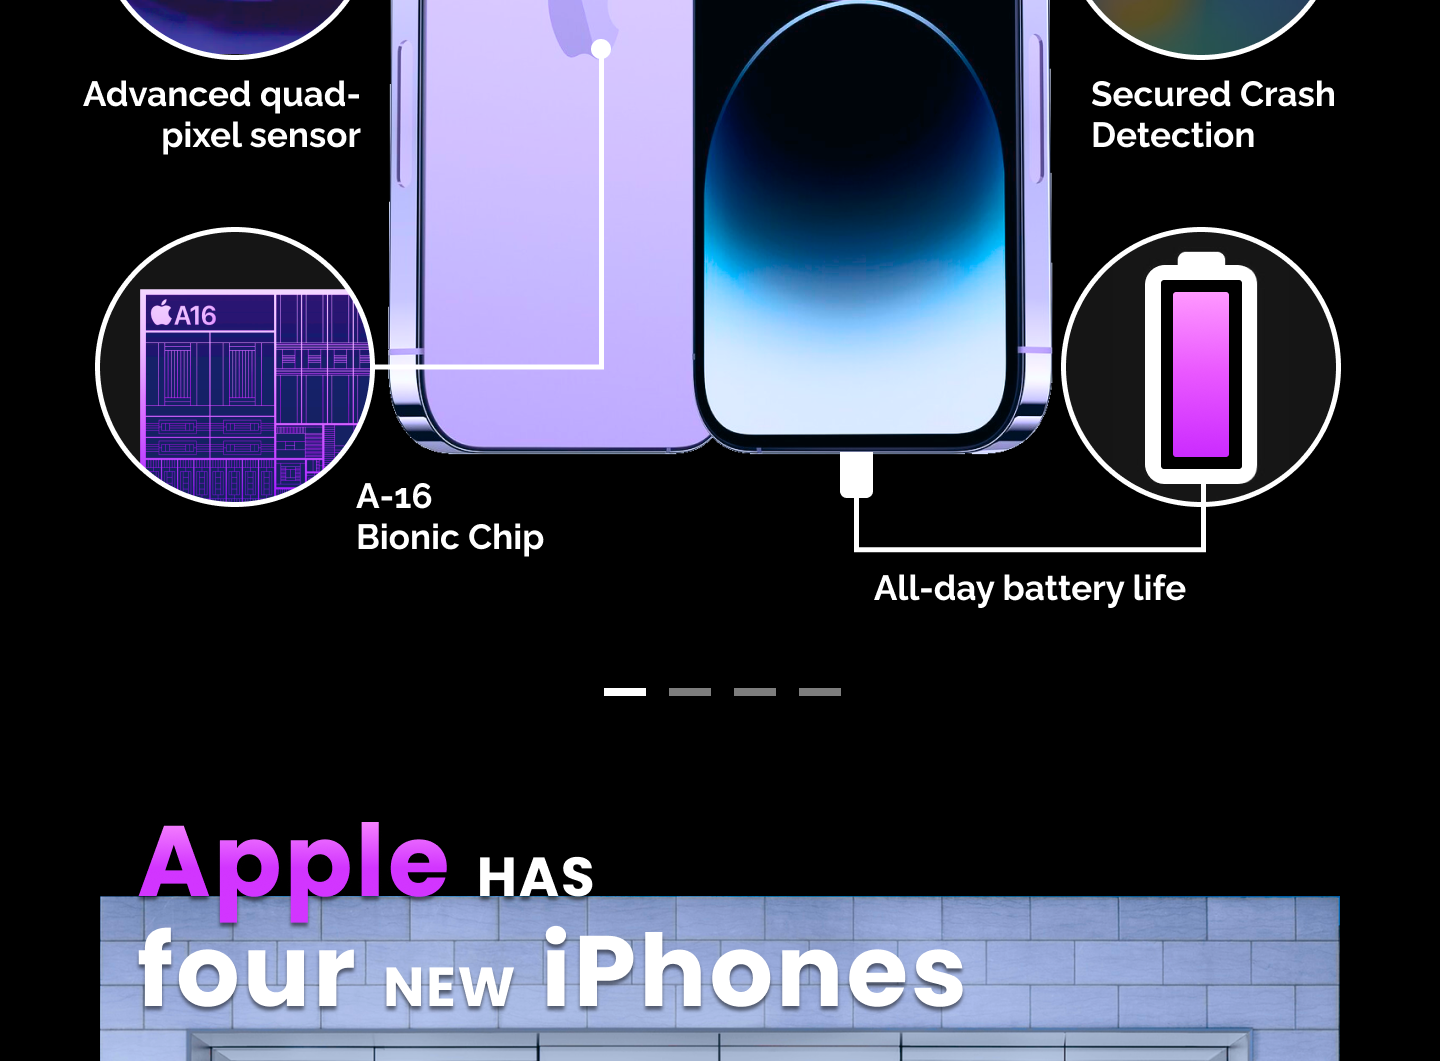 Advanced quad-
pixel sensor
Secured Crash
Detection
A16
A-16
Bionic Chip
All-day battery life
Apple HAS
four NEW iPhones